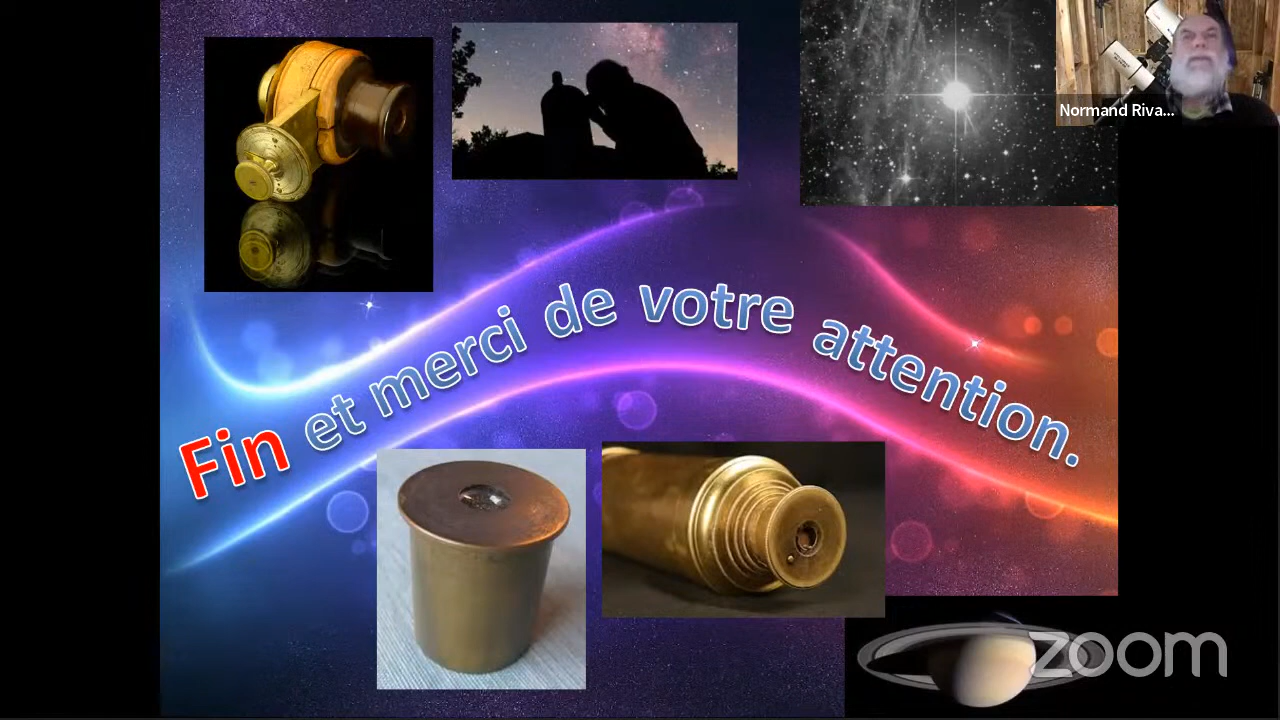 Normand Riva...
Fin et merci de votre attention.
zoom